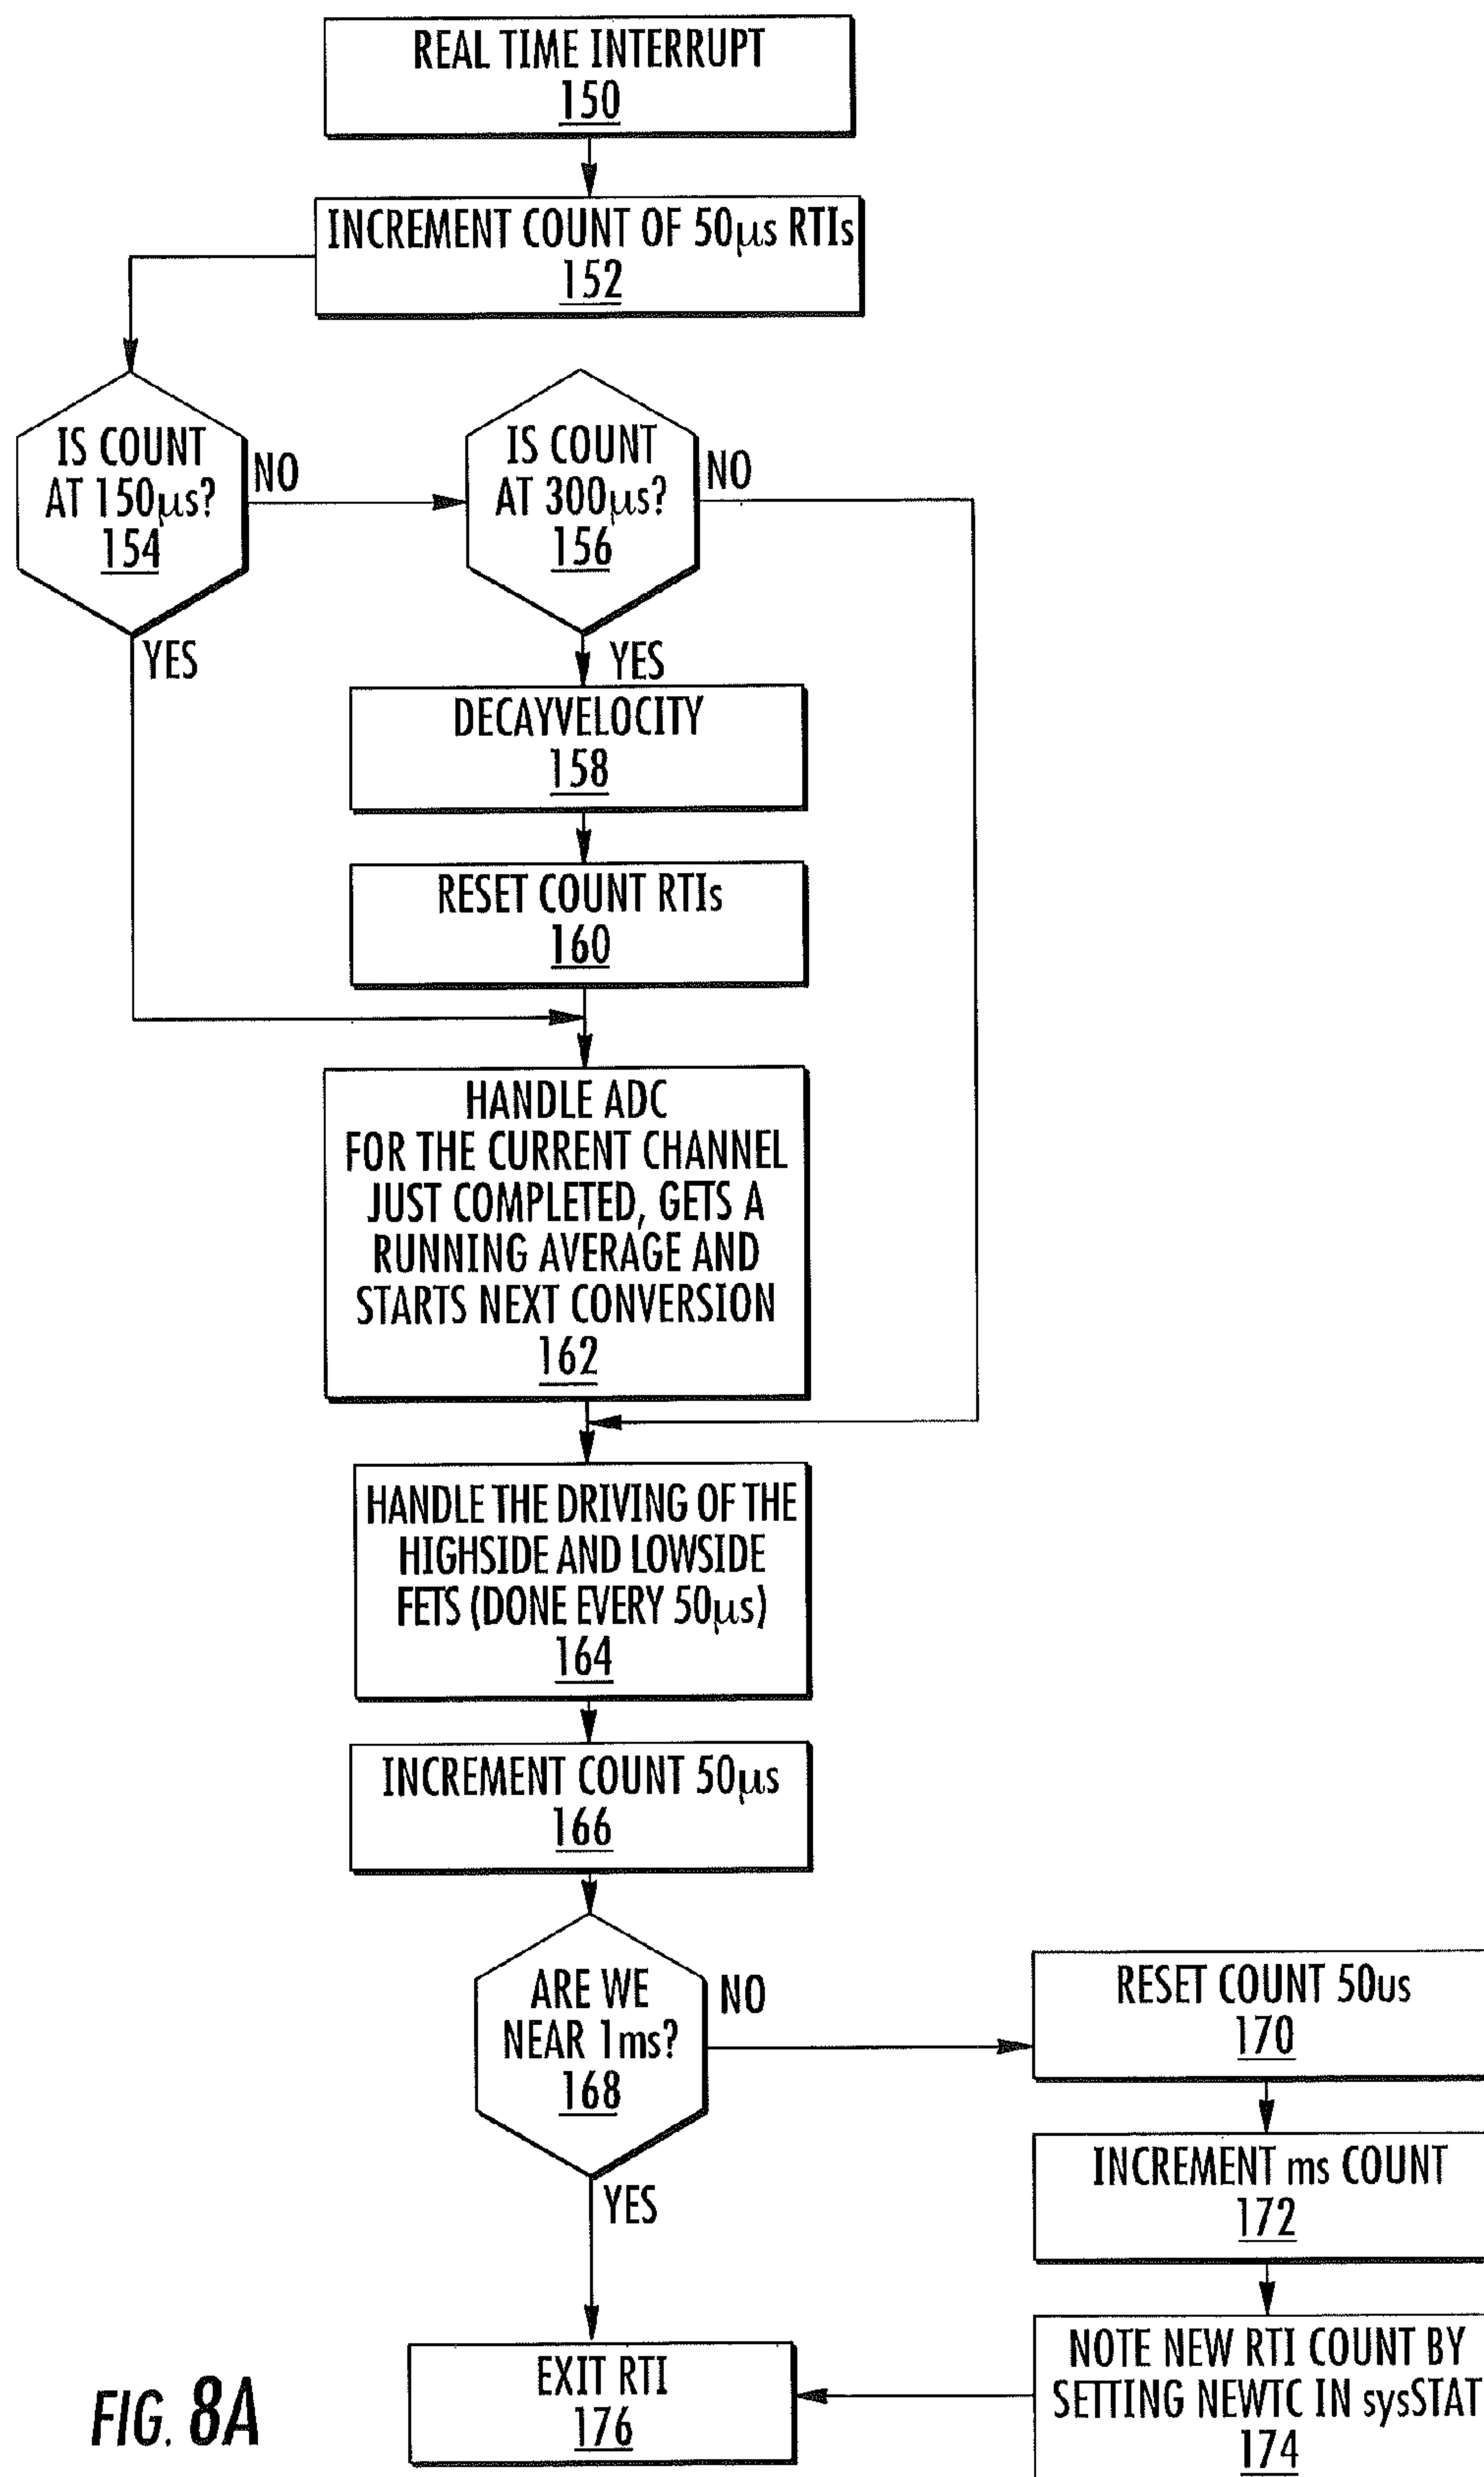 REAL TIME INTERRUPT
150
INCREMENT COUNT OF 50μs RTIs
152
IS COUNT
AT 150μs?
154
NO
YES
IS COUNT
AT 300μs?
156
NO
YES
DECAYVELOCITY
158
RESET COUNT RTIs
160
HANDLE ADC
FOR THE CURRENT CHANNEL
JUST COMPLETED, GETS A
RUNNING AVERAGE AND
STARTS NEXT CONVERSION
162
HANDLE THE DRIVING OF THE
HIGHSIDE AND LOWSIDE
FETS (DONE EVERY 50μs)
164
INCREMENT COUNT 50μs
166
ARE WE
NEAR 1ms?
168
NO
YES
RESET COUNT 50us
170
INCREMENT ms COUNT
172
NOTE NEW RTI COUNT BY
SETTING NEWTC IN sysSTAT
174
EXIT RTI
176
FIG. 8A